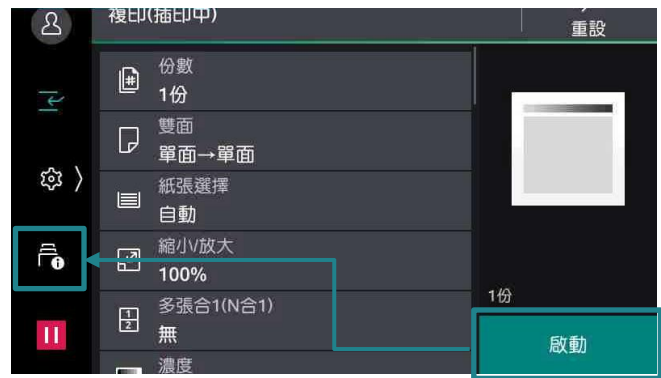 複印(插印中)
重設
份數
1份
雙面
單面→單面
紙張選擇
自動
縮小/放大
100%
多張合1(N合1)
無
濃度
1份
啟動